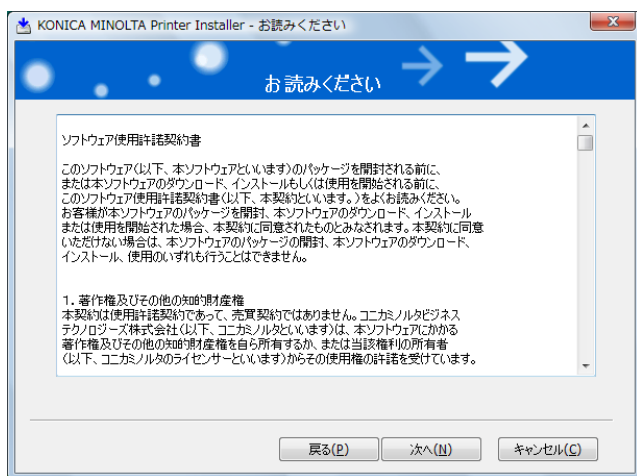 KONICA MINOLTA Printer Installer - お読みください
お読みください
ソフトウェア使用許諾契約書
このソフトウェア(以下、本ソフトウェアといいます)のパッケージを開封される前に、
または本ソフトウェアのダウンロード、インストールもしくは使用を開始される前に、
このソフトウェア使用許諾契約書(以下、本契約といいます。)をよくお読みください。
お客様が本ソフトウェアのパッケージを開封、本ソフトウェアのダウンロード、インストール
または使用を開始された場合、本契約に同意されたものとみなされます。本契約に同意
いただけない場合は、本ソフトウェアのパッケージの開封、本ソフトウェアのダウンロード、
インストール、使用のいずれも行うことはできません。
1. 著作権及びその他の知的財産権
本契約は使用許諾契約であって、売買契約ではありません。コニカミノルタビジネス
テクノロジーズ株式会社(以下、コニカミノルタといいます)は、本ソフトウェアにかかる
著作権及びその他の知的財産権を自ら所有するか、または当該権利の所有者
(以下、コニカミノルタのライセンサーといいます)からその使用権の許諾を受けています。
戻る(P) 次へ(N) キャンセル(C)